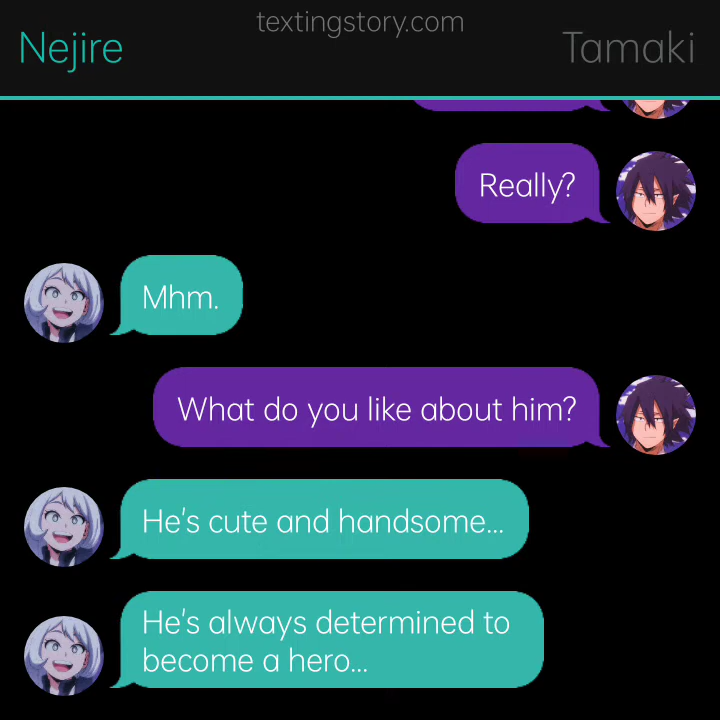 textingstory.com
Nejire
Tamaki
Really?
Mhm.
What do you like about him?
He's cute and handsome...
He's always determined to
become a hero...